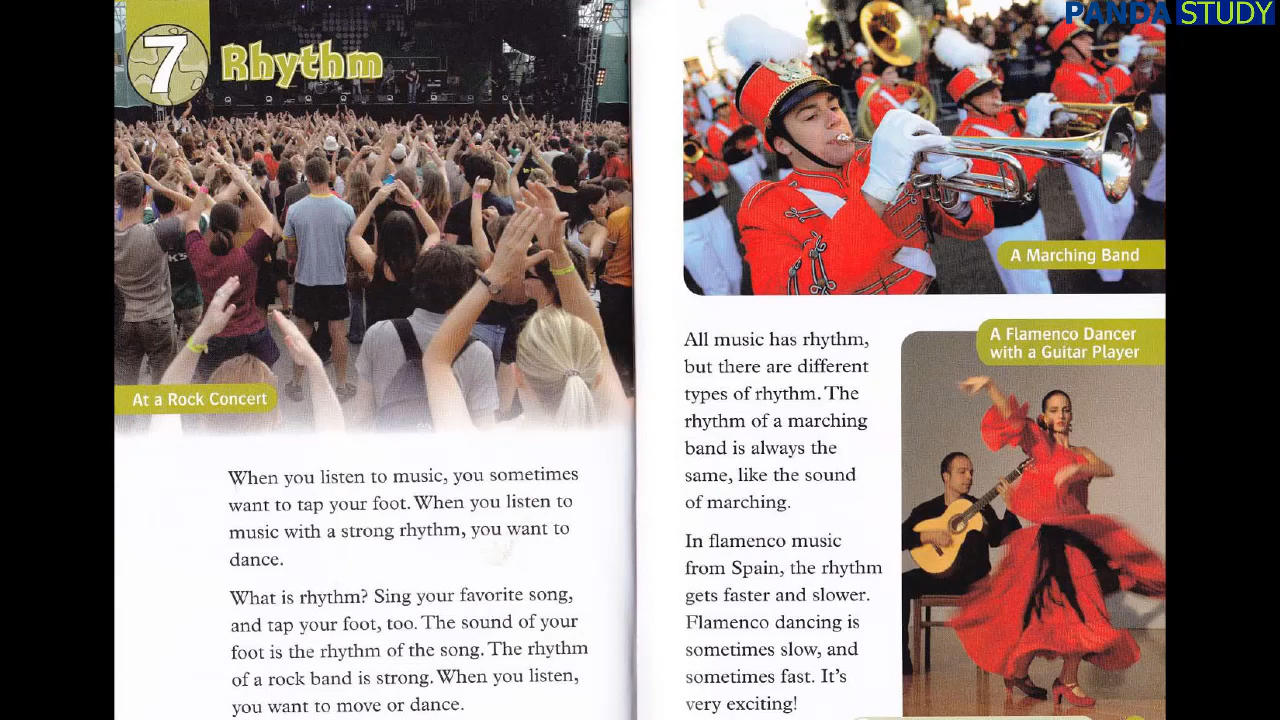 PANDA STUDY
7
Rhythm
At a Rock Concert
When you listen to music, you sometimes
want to tap your foot. When you listen to
music with a strong rhythm, you want to
dance.
What is rhythm? Sing your favorite song,
and tap your foot, too. The sound of your
foot is the rhythm of the song. The rhythm
of a rock band is strong. When you listen,
you want to move or dance.
A Marching Band
All music has rhythm,
but there are different
types of rhythm. The
rhythm of a marching
band is always the
same, like the sound
of marching.
In flamenco music
from Spain, the rhythm
gets faster and slower.
Flamenco dancing is
sometimes slow, and
sometimes fast. It's
very exciting!
A Flamenco Dancer
with a Guitar Player